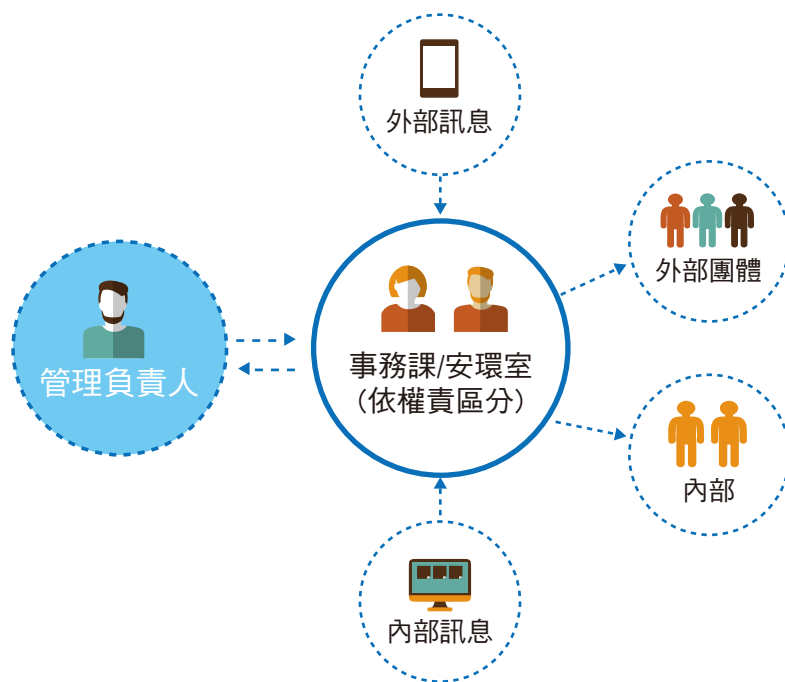 外部訊息
外部團體
管理負責人
事務課/安環室
（依權責區分）
內部
內部訊息